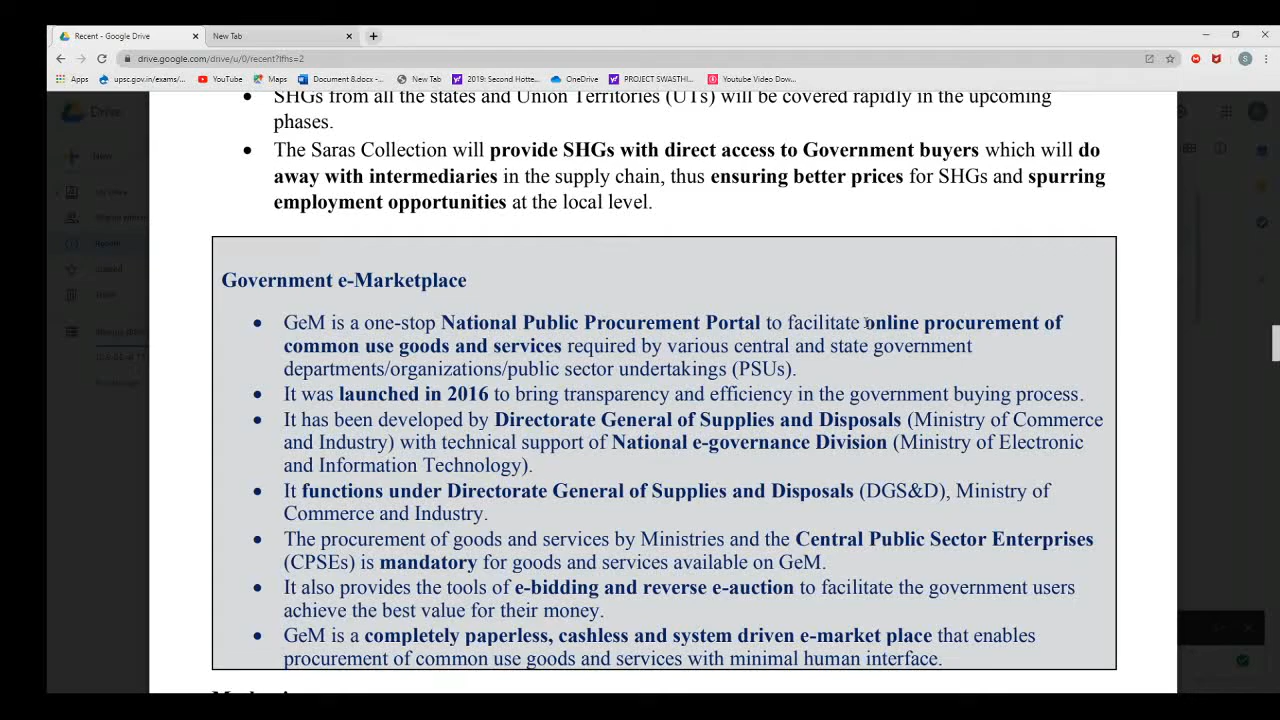 Recent - Google Drive
New Tab
drive.google.com/drive/u/0/recent?lfhs=2
Apps upsc.gov.in/exams/... YouTube Maps Document 8.docx -... New Tab 2019: Second Hotte... OneDrive PROJECT SWASTHI... Youtube Video Dow...
Drive
New
My Drive
Recent
Trash
• SHGs from all the states and Union Territories (UTs) will be covered rapidly in the upcoming
phases.
• The Saras Collection will provide SHGs with direct access to Government buyers which will do
away with intermediaries in the supply chain, thus ensuring better prices for SHGs and spurring
employment opportunities at the local level.
Government e-Marketplace
• GeM is a one-stop National Public Procurement Portal to facilitate online procurement of
common use goods and services required by various central and state government
departments/organizations/public sector undertakings (PSUs).
• It was launched in 2016 to bring transparency and efficiency in the government buying process.
• It has been developed by Directorate General of Supplies and Disposals (Ministry of Commerce
and Industry) with technical support of National e-governance Division (Ministry of Electronic
and Information Technology).
• It functions under Directorate General of Supplies and Disposals (DGS&D), Ministry of
Commerce and Industry.
• The procurement of goods and services by Ministries and the Central Public Sector Enterprises
(CPSEs) is mandatory for goods and services available on GeM.
• It also provides the tools of e-bidding and reverse e-auction to facilitate the government users
achieve the best value for their money.
• GeM is a completely paperless, cashless and system driven e-market place that enables
procurement of common use goods and services with minimal human interface.